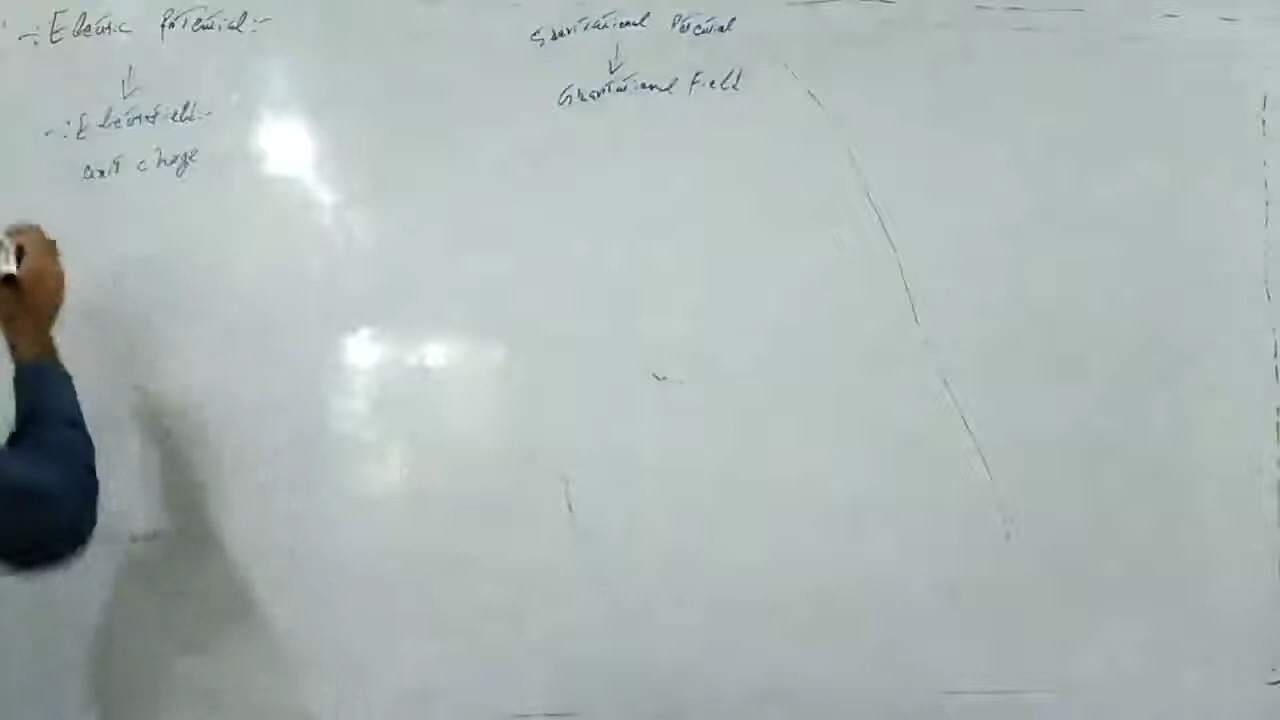 -: Electric Potential:-
↓
-: Electric field:-
unit charge
Gravitational Potential
↓
Gravitational Field